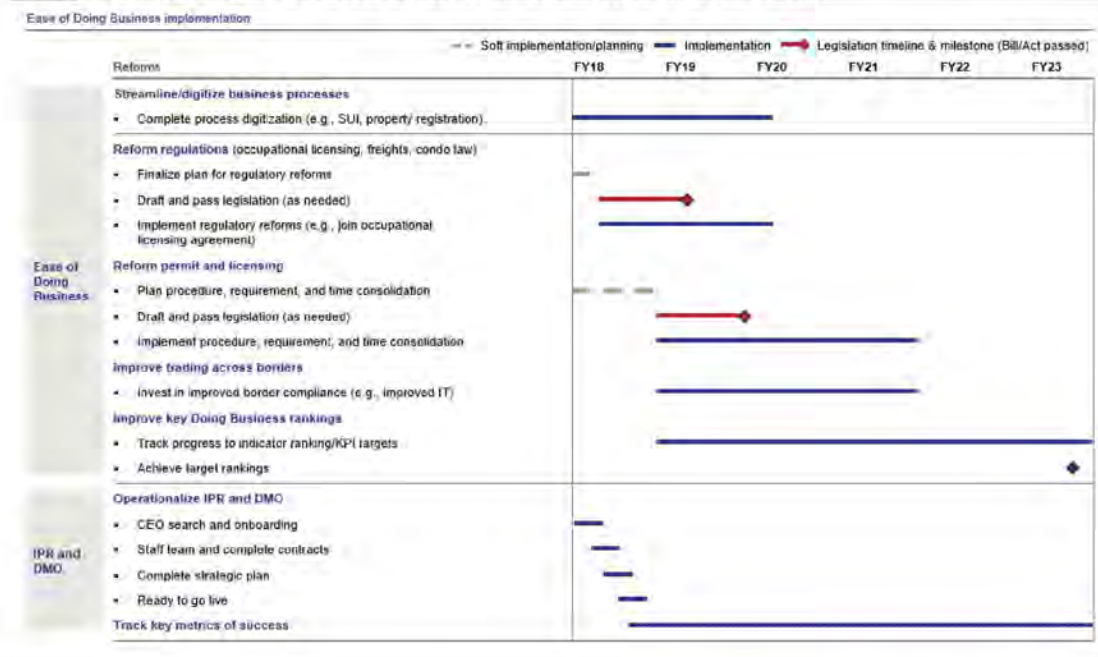 Ease of Doing Business implementation
Soft implementation/planning Implementation Legislation timeline & milestone (Bill/Act passed)
Reforms FY18 FY19 FY20 FY21 FY22 FY23
Streamline/digitize business processes
▪ Complete process digitization (e.g., SUI, property registration)
Reform regulations (occupational licensing, freights, condo law)
▪ Finalize plan for regulatory reforms
▪ Draft and pass legislation (as needed)
▪ Implement regulatory reforms (e.g., join occupational
licensing agreement)
Ease of
Doing
Business
Reform permit and licensing
▪ Plan procedure, requirement, and time consolidation
▪ Draft and pass legislation (as needed)
▪ Implement procedure, requirement, and time consolidation
Improve trading across borders
▪ Invest in improved border compliance (e.g., improved IT)
Improve key Doing Business rankings
▪ Track progress to indicator ranking/KPI targets
▪ Achieve target rankings
IPR and
DMO
Operationalize IPR and DMO
▪ CEO search and onboarding
▪ Staff team and complete contracts
▪ Complete strategic plan
▪ Ready to go live
Track key metrics of success